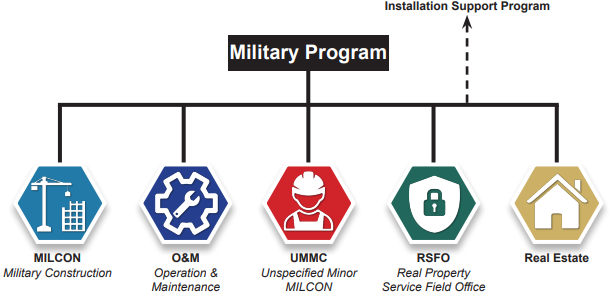 Installation Support Program
Military Program
MILCON
Military Construction
O&M
Operation &
Maintenance
UMMC
Unspecified Minor
MILCON
RSFO
Real Property
Service Field Office
Real Estate